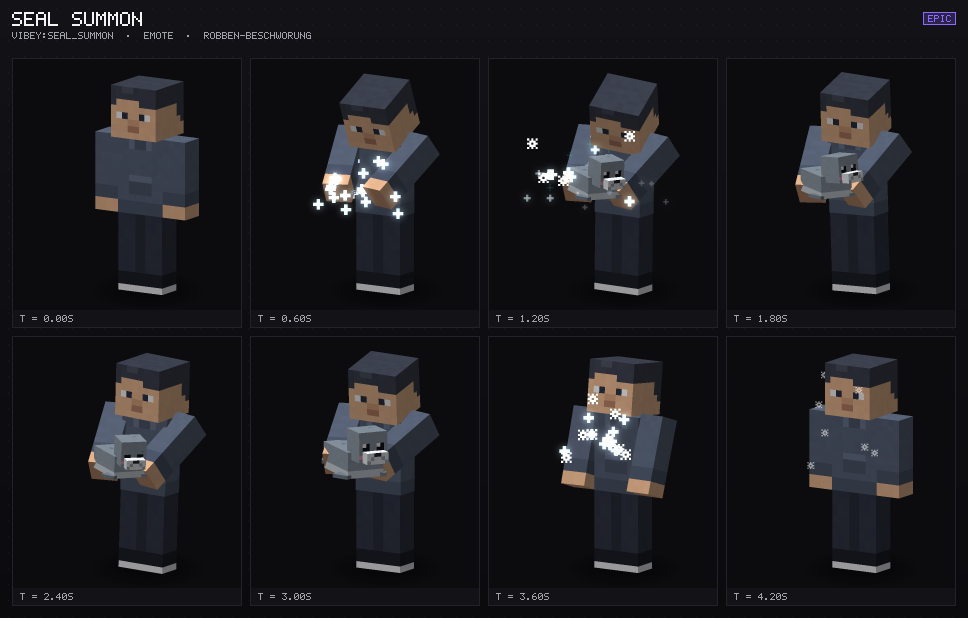 SEAL SUMMON
EPIC
VIBEY:SEAL_SUMMON • EMOTE • ROBBEN-BESCHWORUNG
T = 0.00S
T = 0.60S
T = 1.20S
T = 1.80S
T = 2.40S
T = 3.00S
T = 3.60S
T = 4.20S